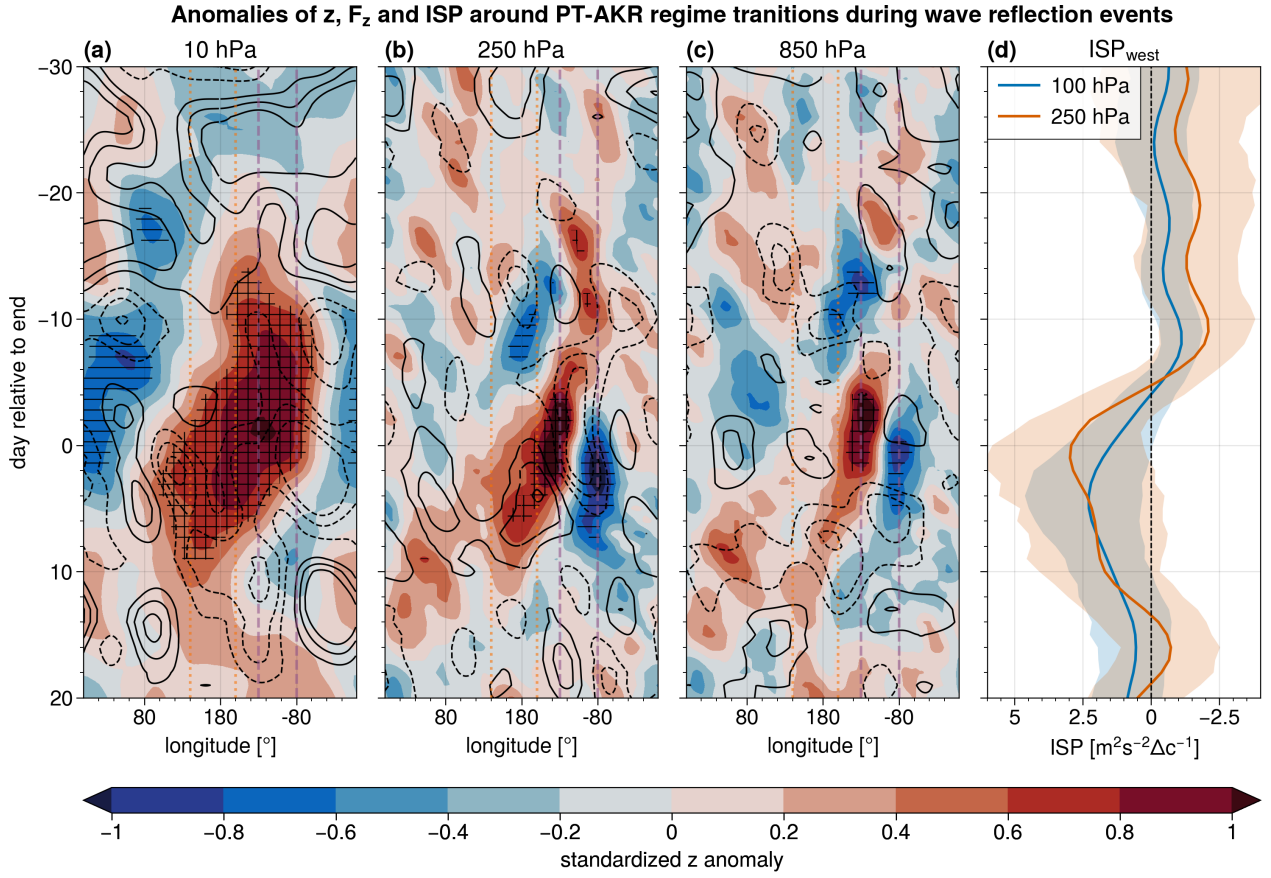 Anomalies of z, F_z and ISP around PT-AKR regime tranitions during wave reflection events
(a) 10 hPa (b) 250 hPa (c) 850 hPa (d) ISP_west
100 hPa
250 hPa
day relative to end
−30
−20
−10
0
10
20
80 180 -80 80 180 -80 80 180 -80 5 2.5 0 −2.5
longitude [°] longitude [°] longitude [°] ISP [m²s⁻²Δc⁻¹]
−1 −0.8 −0.6 −0.4 −0.2 0 0.2 0.4 0.6 0.8 1
standardized z anomaly